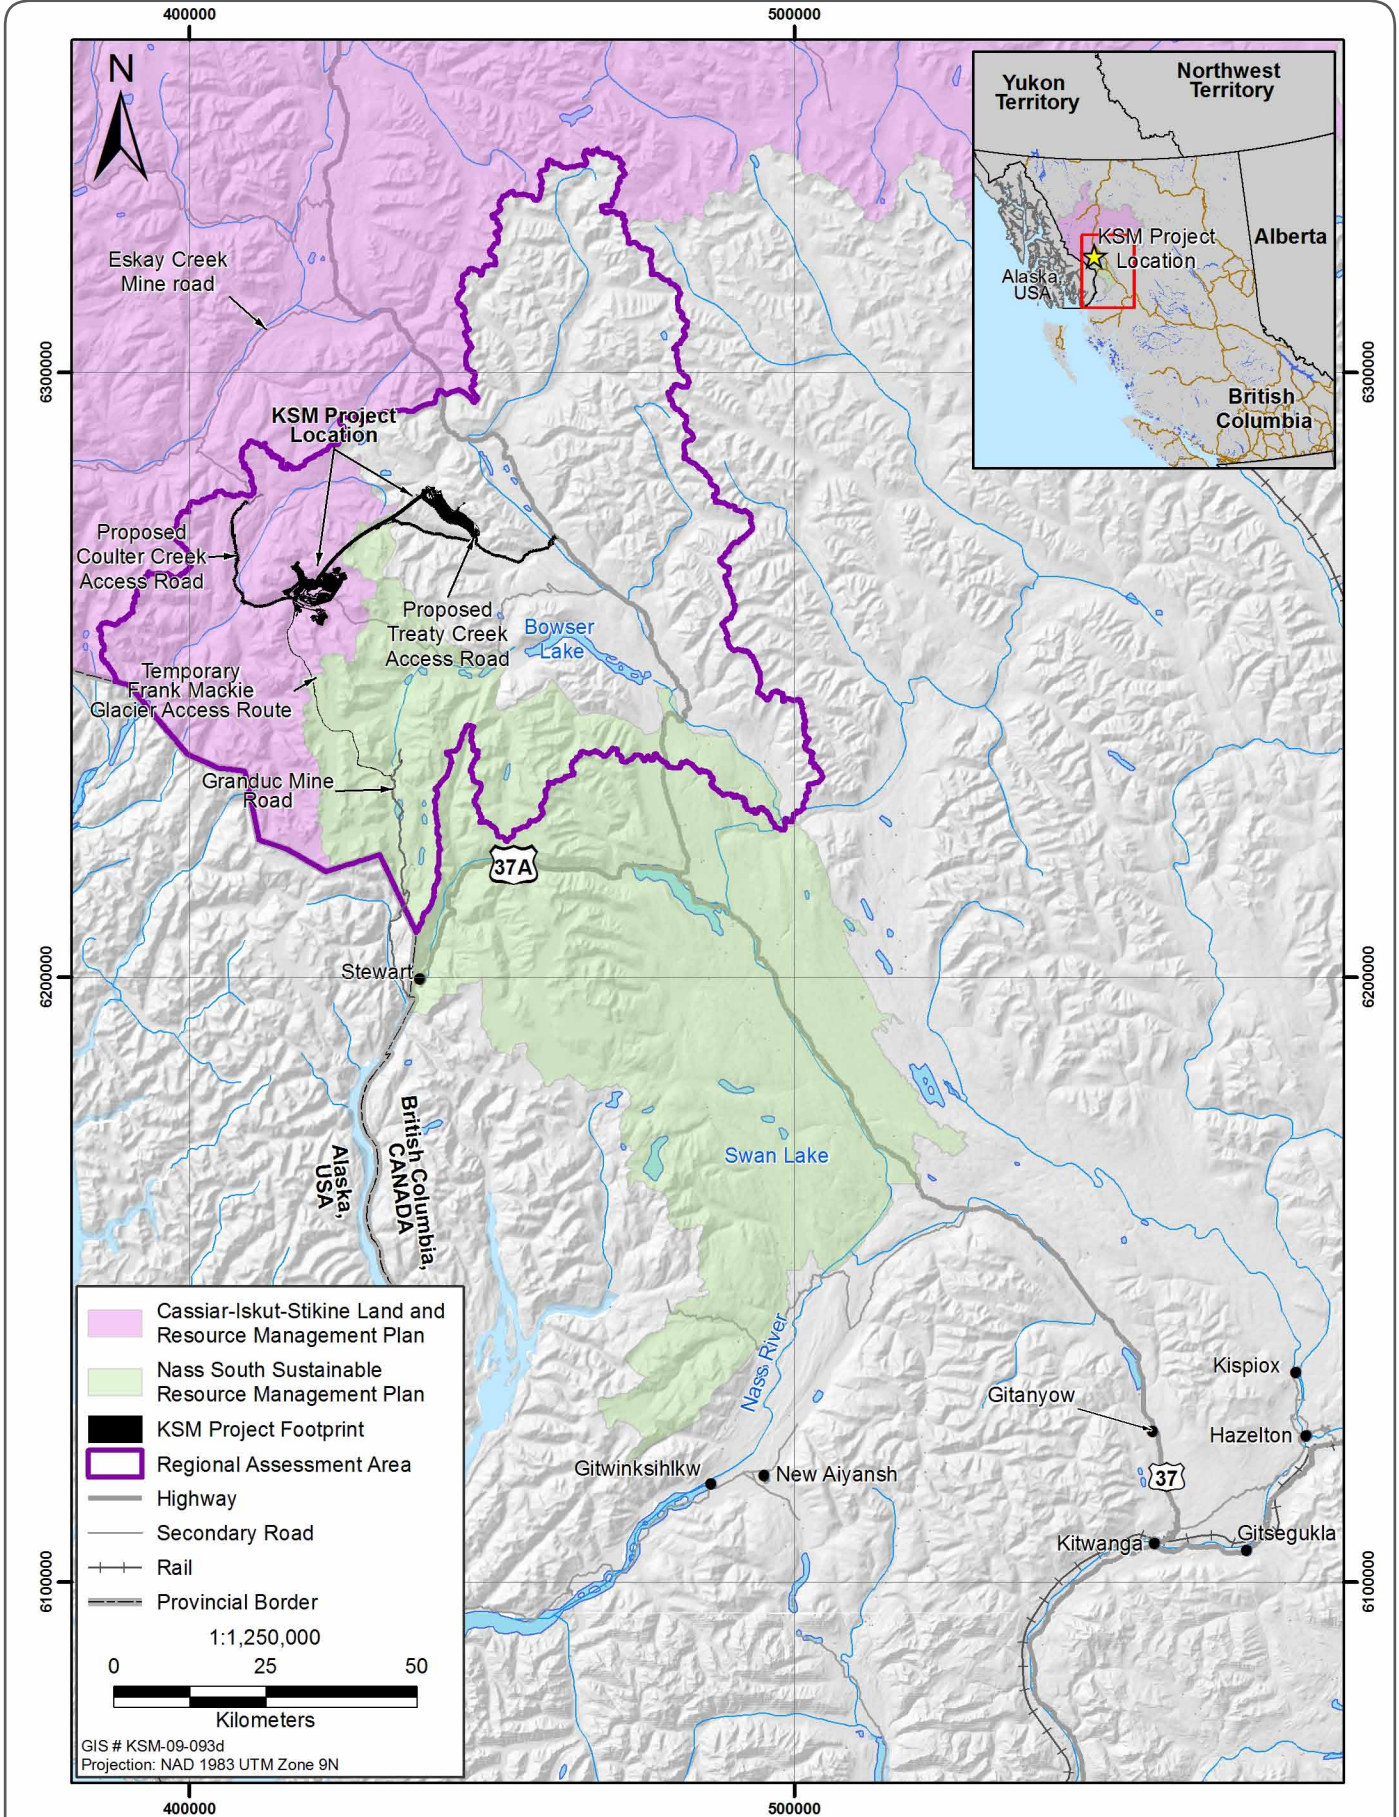 400000
500000
N
Yukon
Territory
Northwest
Territory
Alberta
KSM Project
Location
Alaska,
USA
British
Columbia
Eskay Creek
Mine road
6300000
6300000
KSM Project
Location
Proposed
Coulter Creek
Access Road
Proposed
Treaty Creek
Access Road
Bowser
Lake
Temporary
Frank Mackie
Glacier Access Route
Granduc Mine
Road
37A
6200000
6200000
Stewart
British Columbia,
CANADA
Alaska,
USA
Swan Lake
Nass River
Kispiox
Gitanyow
Hazelton
Gitwinksihlkw
New Aiyansh
37
Kitwanga
Gitsegukla
6100000
6100000
Cassiar-Iskut-Stikine Land and
Resource Management Plan
Nass South Sustainable
Resource Management Plan
KSM Project Footprint
Regional Assessment Area
Highway
Secondary Road
Rail
Provincial Border
1:1,250,000
0 25 50
Kilometers
GIS # KSM-09-093d
Projection: NAD 1983 UTM Zone 9N
400000
500000